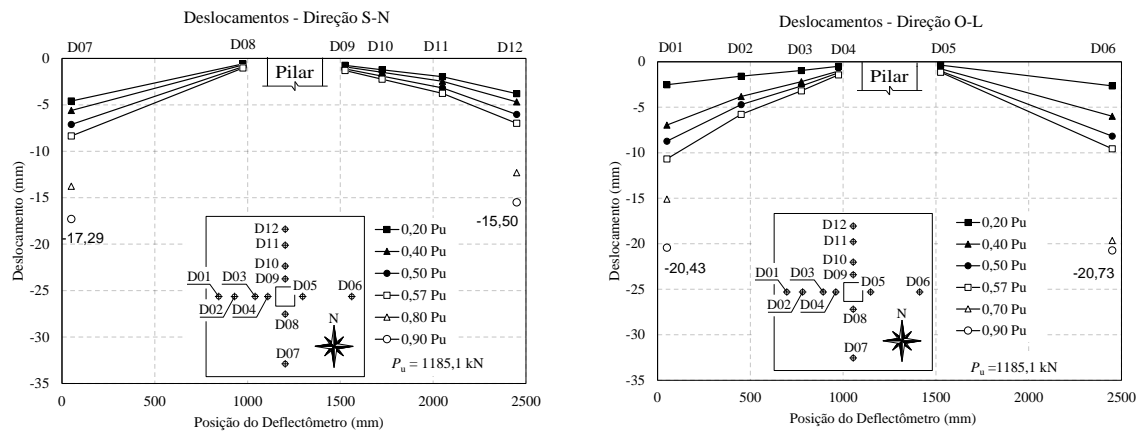 Deslocamentos - Direção S-N
D07 D08 D09 D10 D11 D12
0
-5
-10
-15
-20
-25
-30
-35
Deslocamento (mm)
Pilar
-17,29
-15,50
D12
D11
D10
D09
D01 D03 D05 D06
D02 D04
D08
D07
N
0,20 Pu
0,40 Pu
0,50 Pu
0,57 Pu
0,80 Pu
0,90 Pu
Pu = 1185,1 kN
0 500 1000 1500 2000 2500
Posição do Deflectômetro (mm)
Deslocamentos - Direção O-L
D01 D02 D03 D04 D05 D06
0
-5
-10
-15
-20
-25
-30
-35
Deslocamento (mm)
Pilar
-20,43
-20,73
D12
D11
D10
D09
D01 D03 D05 D06
D02 D04
D08
D07
N
0,20 Pu
0,40 Pu
0,50 Pu
0,57 Pu
0,70 Pu
0,90 Pu
Pu =1185,1 kN
0 500 1000 1500 2000 2500
Posição do Deflectômetro (mm)